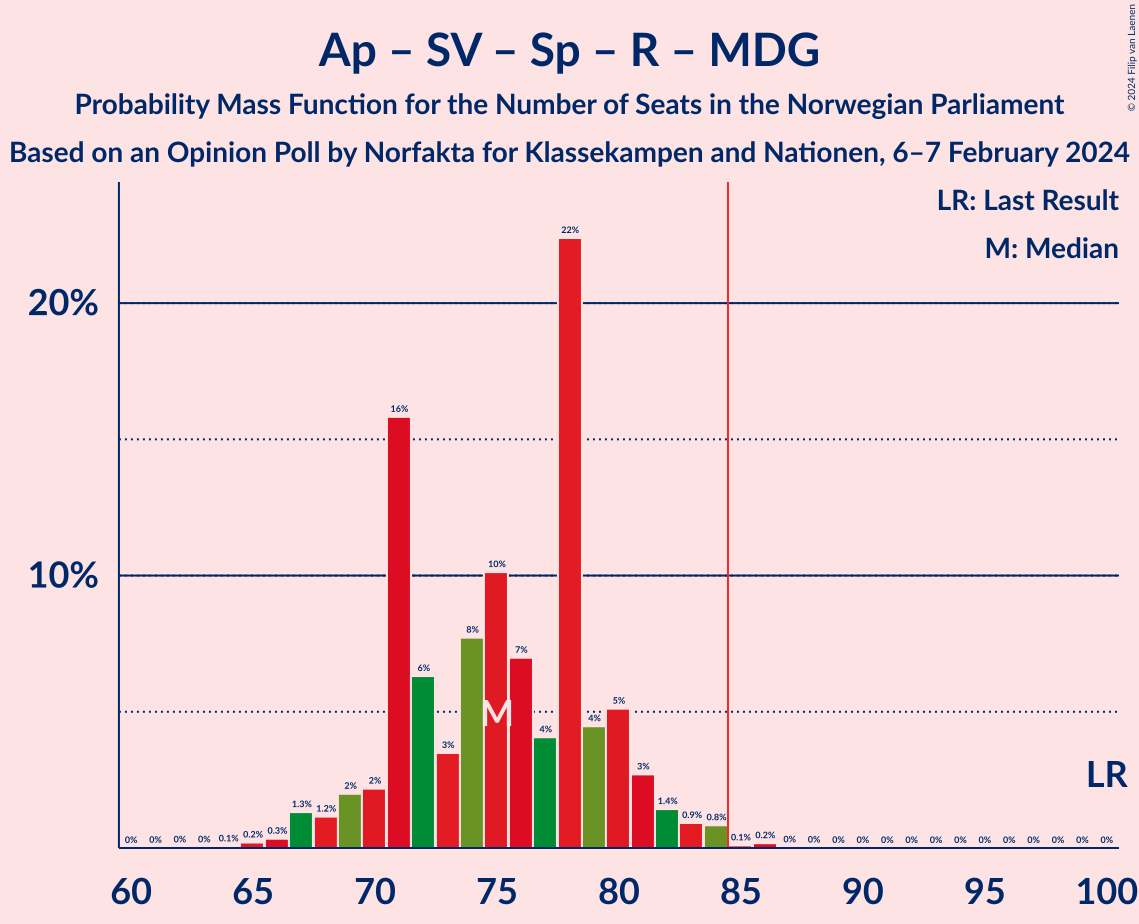 Ap – SV – Sp – R – MDG
Probability Mass Function for the Number of Seats in the Norwegian Parliament
Based on an Opinion Poll by Norfakta for Klassekampen and Nationen, 6–7 February 2024
© 2024 Filip van Laenen
LR: Last Result
M: Median
22%
20%
16%
10%
10%
8%
7%
6%
5%
4%
4%
3%
3%
2%
2%
M
LR
1.3%
1.2%
1.4%
0.9%
0.8%
0% 0% 0% 0% 0.1% 0.2% 0.3% 0.1% 0.2% 0% 0% 0% 0% 0% 0% 0% 0% 0% 0% 0% 0% 0% 0%
60 65 70 75 80 85 90 95 100